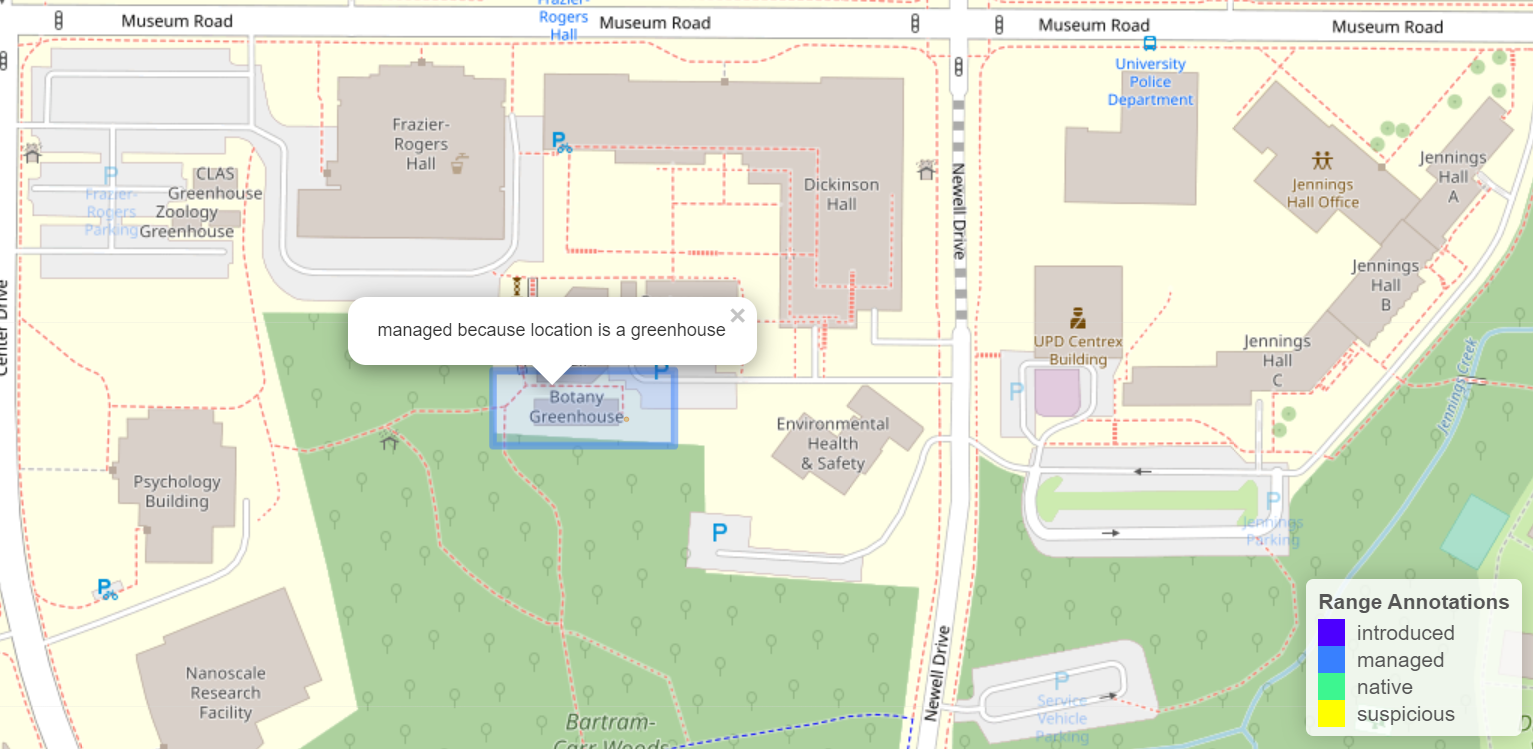 Museum Road
Frazier-
Rogers
Hall
Museum Road
Museum Road
Museum Road
University
Police
Department
Frazier-
Rogers
Hall
P
Dickinson
Hall
Newell Drive
Jennings
Hall Office
Jennings
Hall
A
P
Frazier-
Rogers
Parking
CLAS
Greenhouse
Zoology
Greenhouse
Jennings
Hall
B
Center Drive
managed because location is a greenhouse
×
UPD Centrex
Building
Jennings
Hall
C
Jennings Creek
P
P
Botany
Greenhouse
Environmental
Health
& Safety
Psychology
Building
P
P
Jennings
Parking
P
Nanoscale
Research
Facility
Newell Drive
P
Service
Vehicle
Parking
Bartram-
Carr Woods
Range Annotations
introduced
managed
native
suspicious